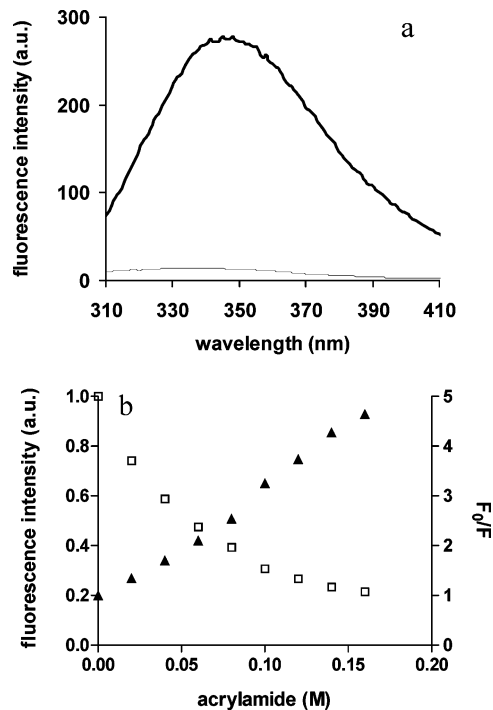 a
300
200
100
0
fluorescence intensity (a.u.)
310 330 350 370 390 410
wavelength (nm)
b
1.0
0.8
0.6
0.4
0.2
0.0
fluorescence intensity (a.u.)
5
4
3
2
1
0
F0/F
0.00 0.05 0.10 0.15 0.20
acrylamide (M)